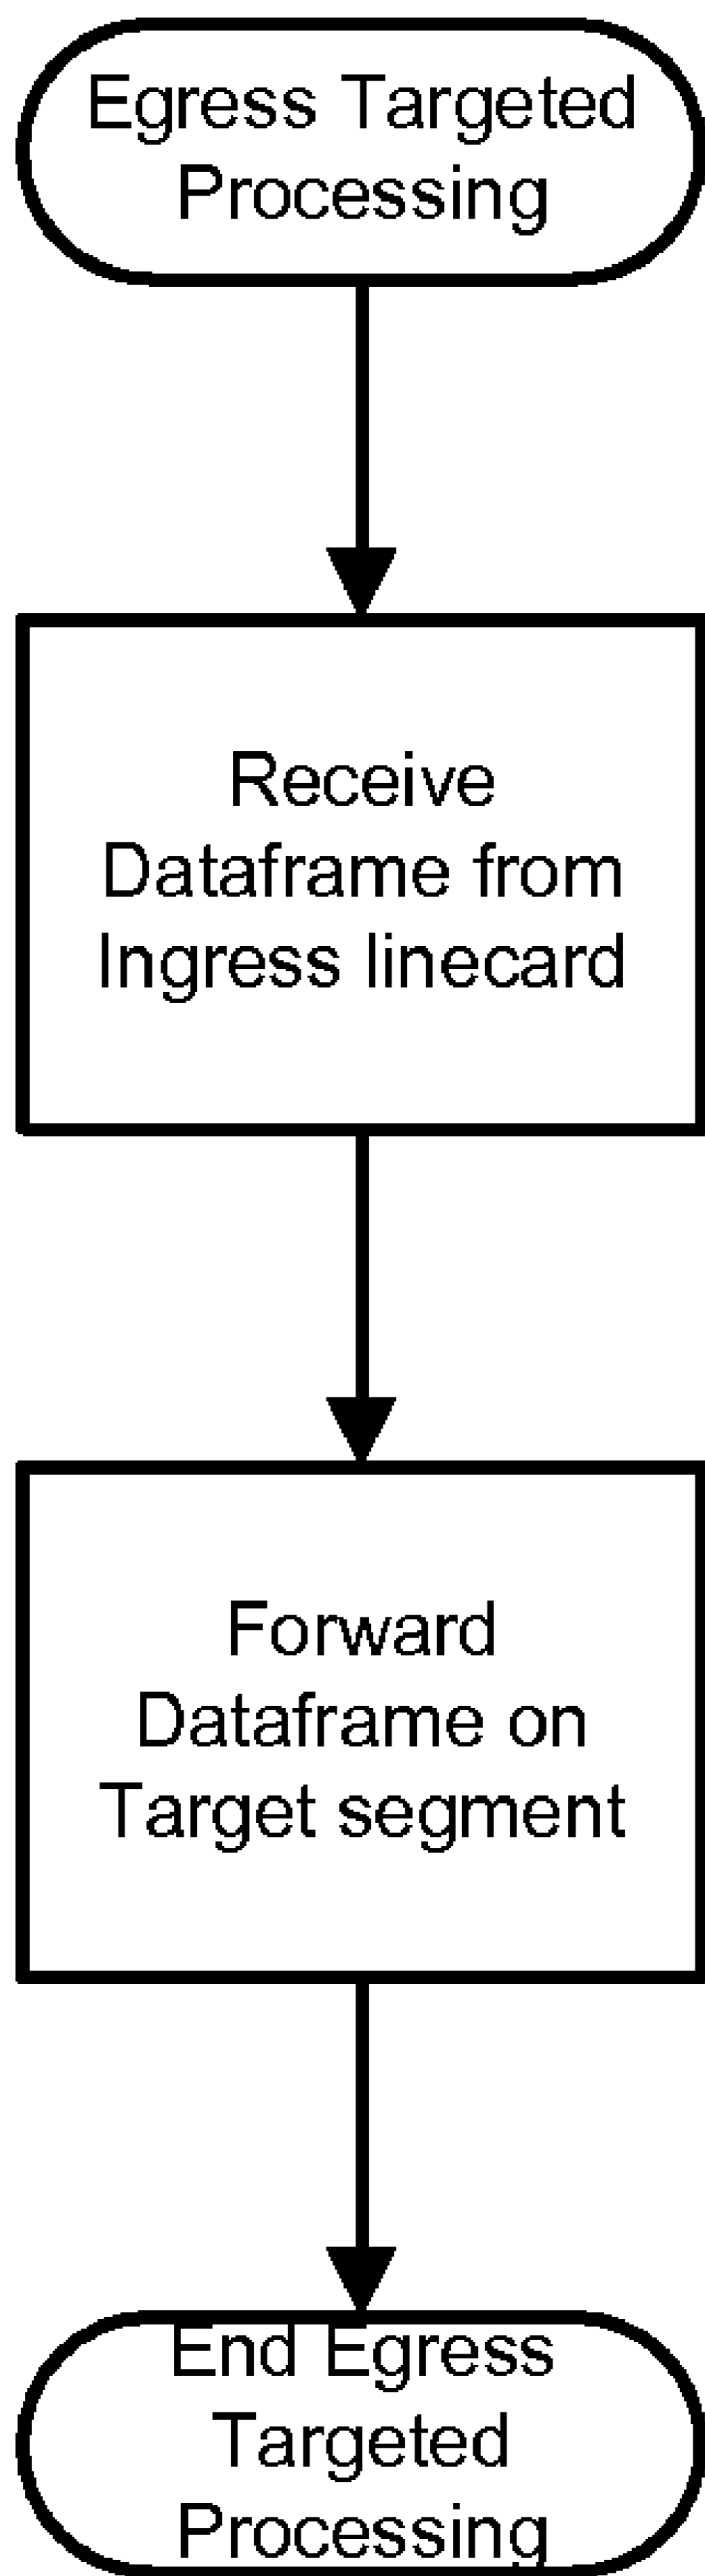 Egress Targeted
Processing
Receive
Dataframe from
Ingress linecard
Forward
Dataframe on
Target segment
End Egress
Targeted
Processing